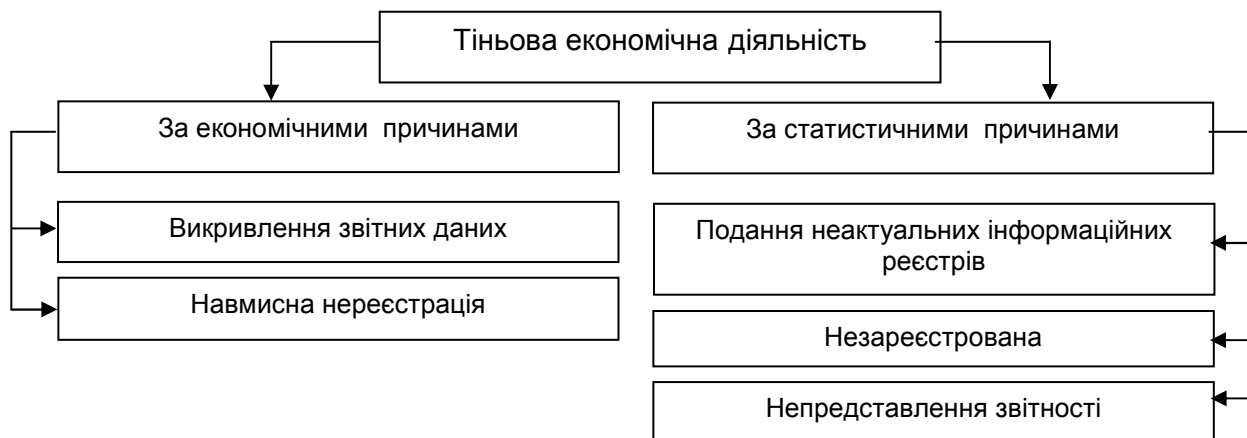 Тіньова економічна діяльність
За економічними причинами
Викривлення звітних даних
Навмисна нереєстрація
За статистичними причинами
Подання неактуальних інформаційних
реєстрів
Незареєстрована
Непредставлення звітності